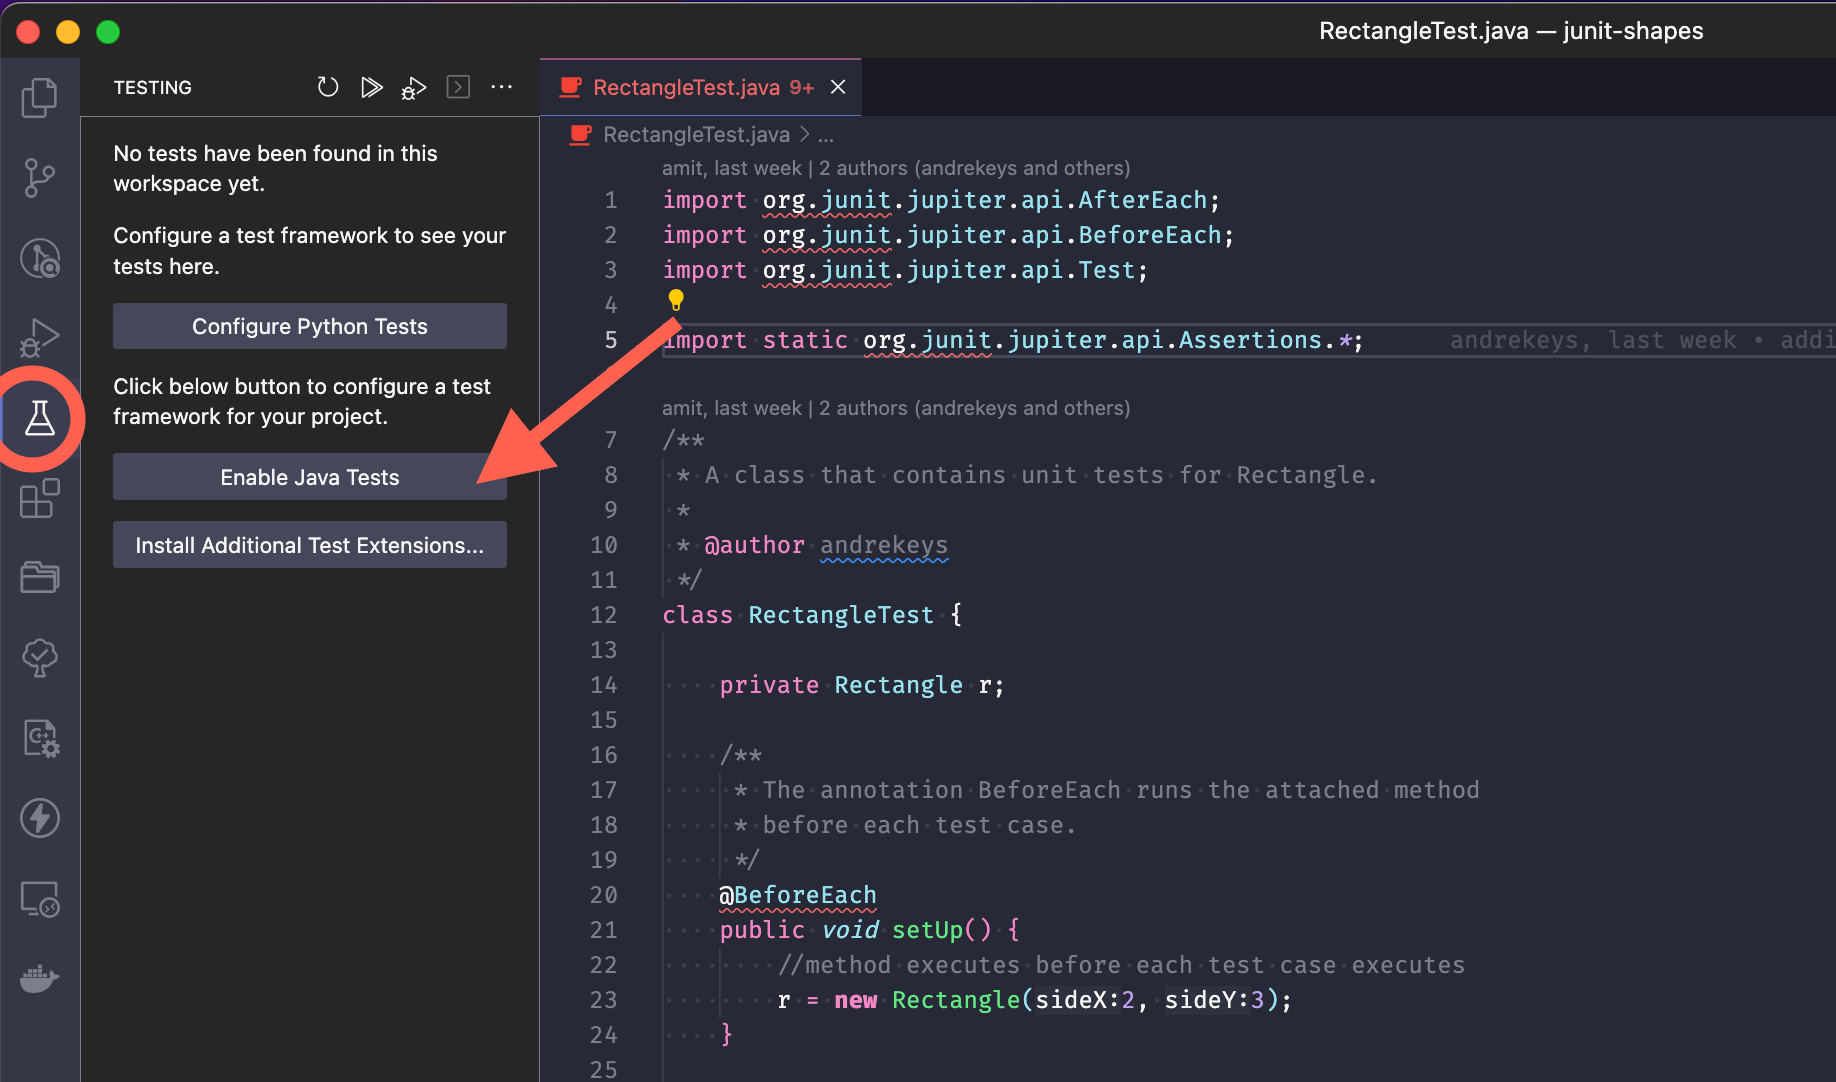 RectangleTest.java — junit-shapes
TESTING
No tests have been found in this
workspace yet.
Configure a test framework to see your
tests here.
Configure Python Tests
Click below button to configure a test
framework for your project.
Enable Java Tests
Install Additional Test Extensions...
RectangleTest.java 9+
RectangleTest.java > ...
amit, last week | 2 authors (andrekeys and others)
1 import org.junit.jupiter.api.AfterEach;
2 import org.junit.jupiter.api.BeforeEach;
3 import org.junit.jupiter.api.Test;
4
5 import static org.junit.jupiter.api.Assertions.*; andrekeys, last week • addi
amit, last week | 2 authors (andrekeys and others)
7 /**
8 * A class that contains unit tests for Rectangle.
9 *
10 * @author andrekeys
11 */
12 class RectangleTest {
13
14 private Rectangle r;
15
16 /**
17 * The annotation BeforeEach runs the attached method
18 * before each test case.
19 */
20 @BeforeEach
21 public void setUp() {
22 //method executes before each test case executes
23 r = new Rectangle(sideX:2, sideY:3);
24 }
25